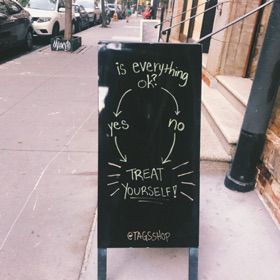 is everything
ok?
yes
no
TREAT
YOURSELF!
@TAGSSHOP